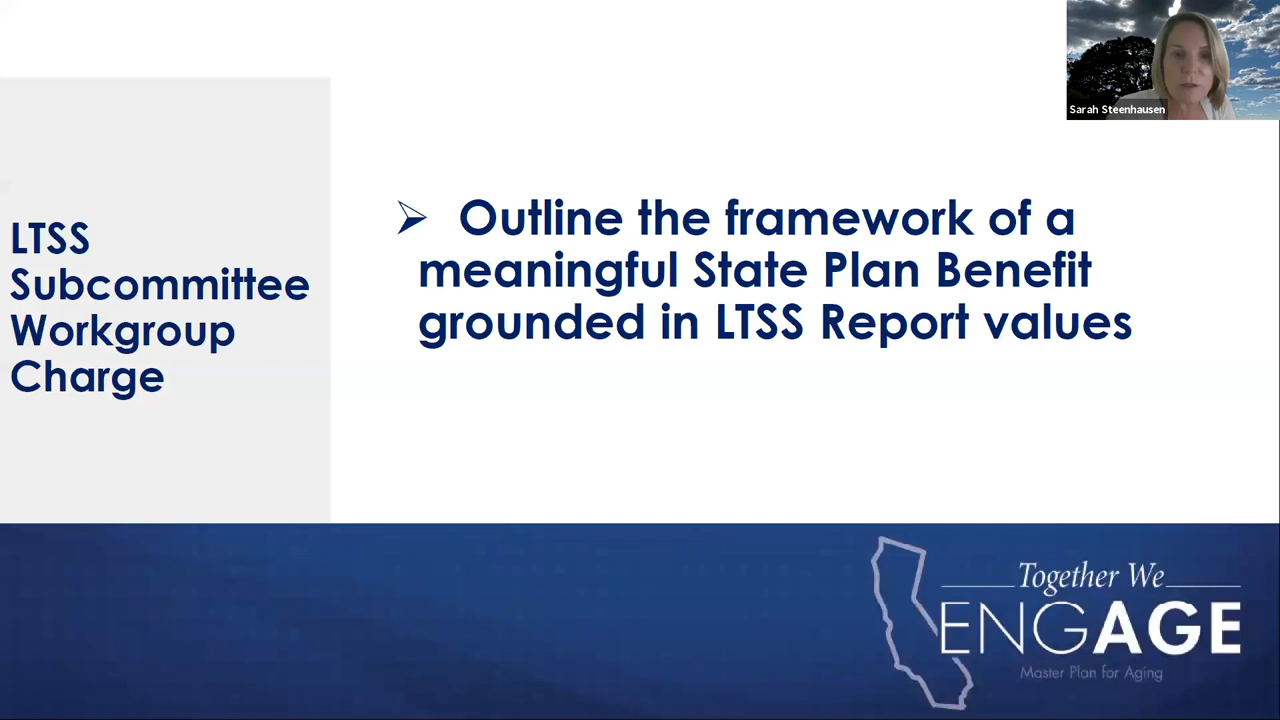 Sarah Steenhausen
LTSS
Subcommittee
Workgroup
Charge
➢ Outline the framework of a
meaningful State Plan Benefit
grounded in LTSS Report values
Together We
ENGAGE
Master Plan for Aging